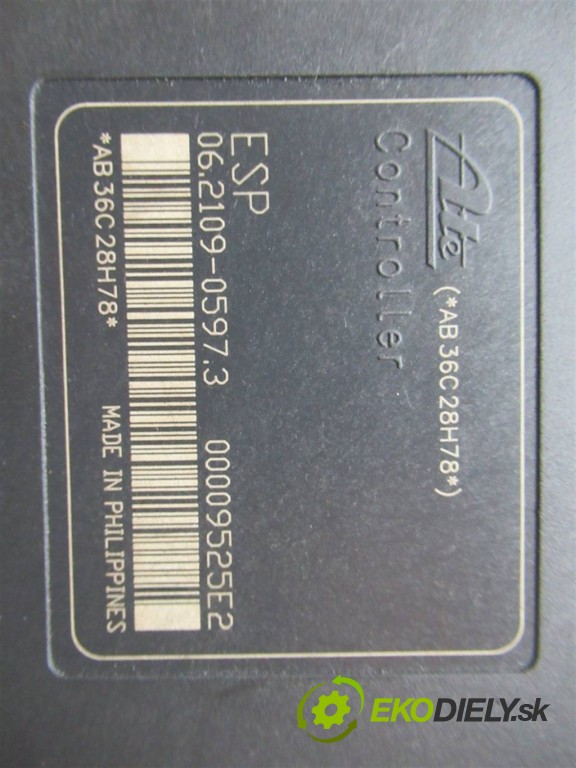 Ate (*AB36C28H78*)
Controller
ESP
06.2109-0597.3 00009525E2
*AB36C28H78* MADE IN PHILIPPINES
EKODIELY.sk